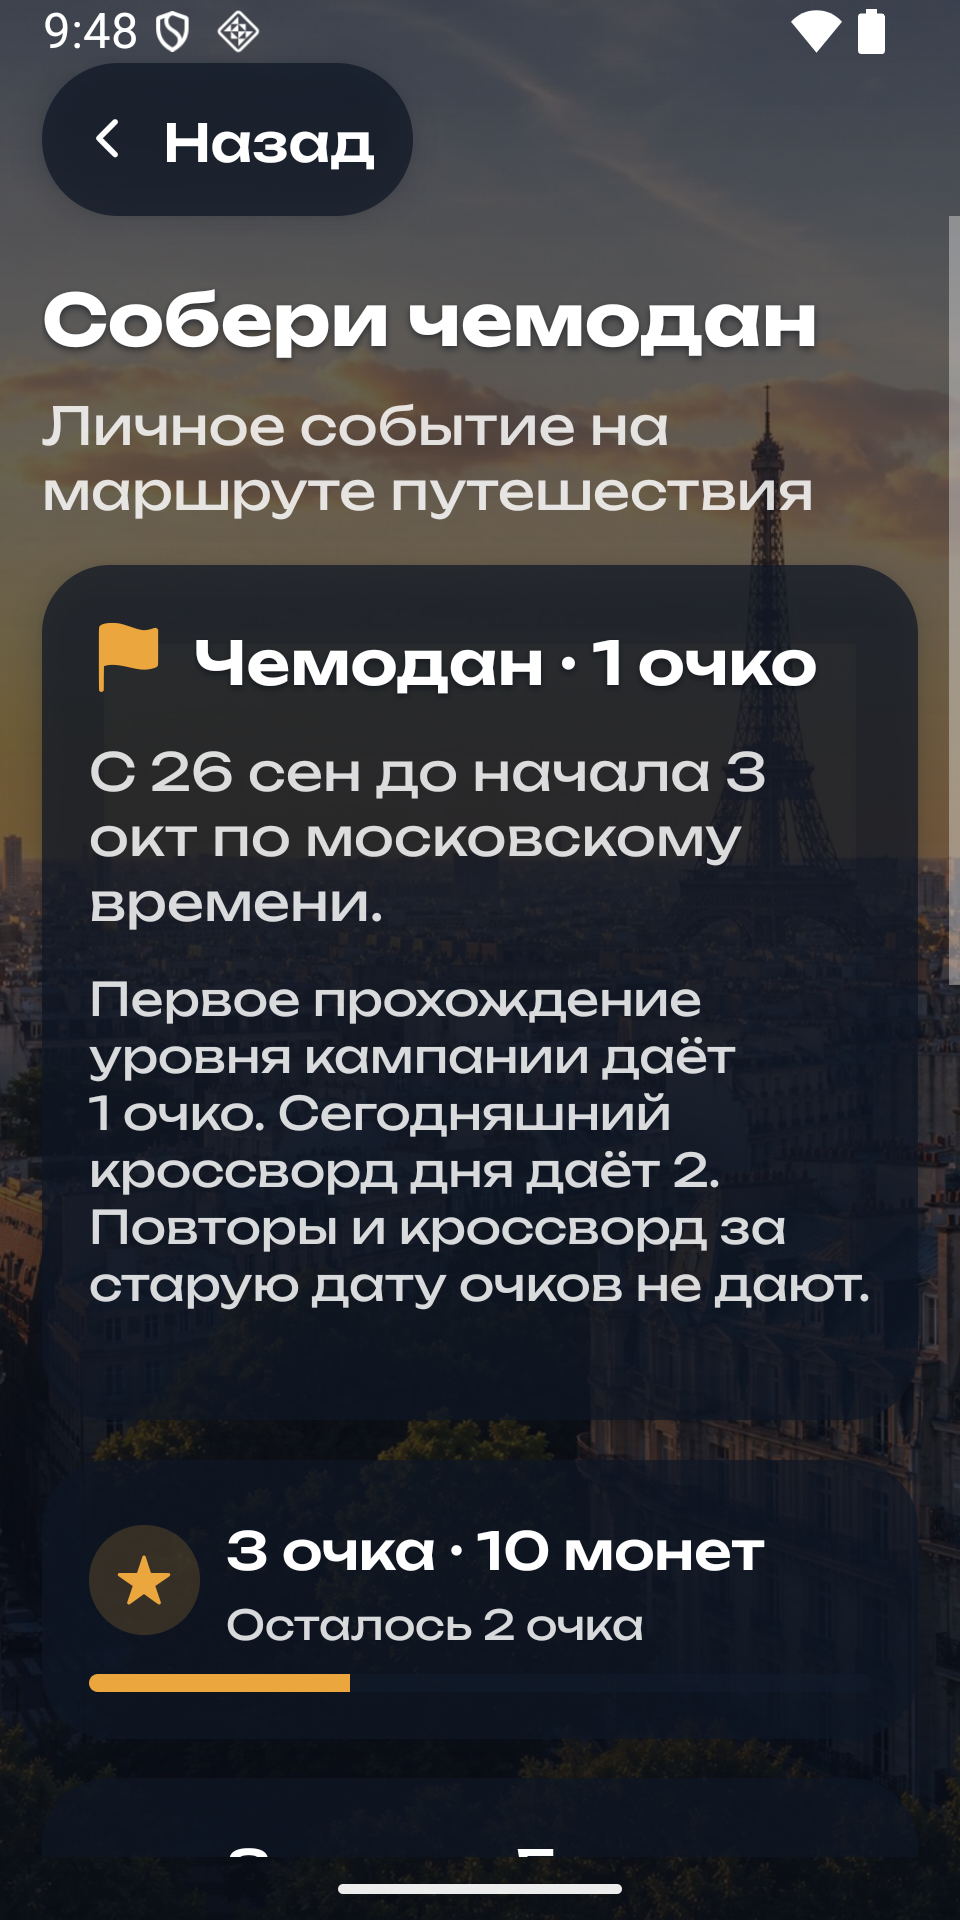 9:48
Назад
Собери чемодан
Личное событие на
маршруте путешествия
Чемодан · 1 очко
С 26 сен до начала 3
окт по московскому
времени.
Первое прохождение
уровня кампании даёт
1 очко. Сегодняшний
кроссворд дня даёт 2.
Повторы и кроссворд за
старую дату очков не дают.
3 очка · 10 монет
Осталось 2 очка